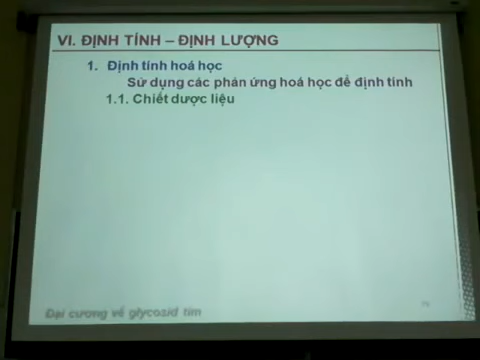 VI. ĐỊNH TÍNH – ĐỊNH LƯỢNG
1. Định tính hoá học
Sử dụng các phản ứng hoá học để định tính
1.1. Chiết dược liệu
Đại cương về glycosid tim